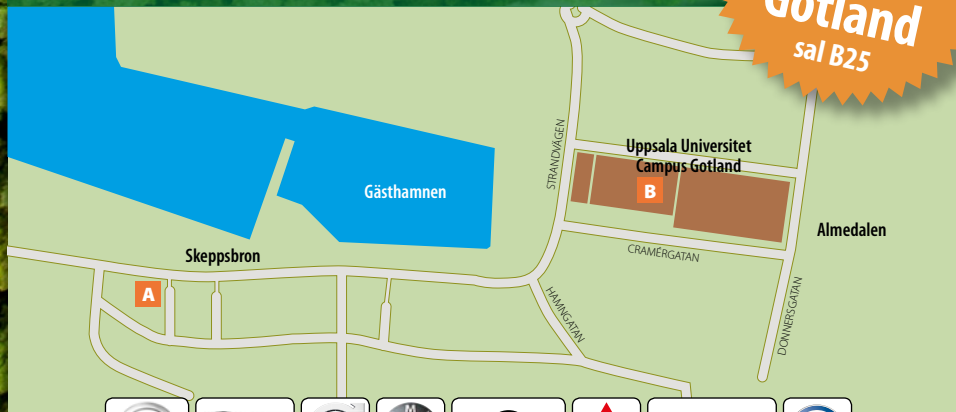 Gotland
sal B25
STRANDVÄGEN
Uppsala Universitet
Campus Gotland
B
Gästhamnen
Almedalen
Skeppsbron
CRAMÉRGATAN
A
HAMNGATAN
DONNERSGATAN
M
S